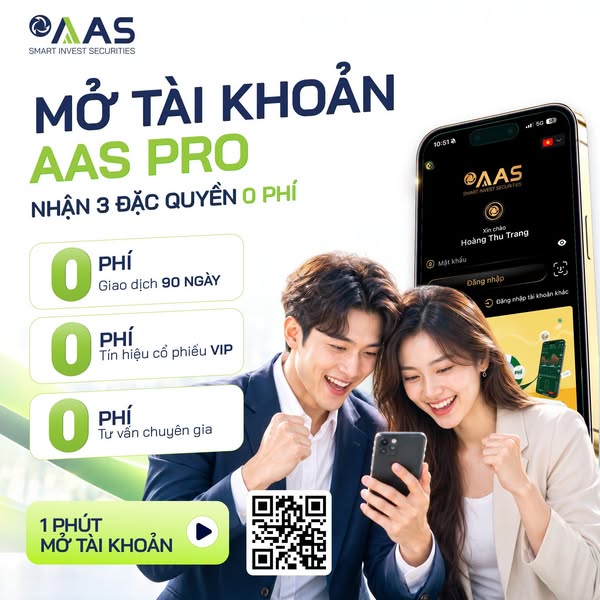 AAS
SMART INVEST SECURITIES
MỞ TÀI KHOẢN
AAS PRO
NHẬN 3 ĐẶC QUYỀN 0 PHÍ
0 PHÍ
Giao dịch 90 NGÀY
0 PHÍ
Tín hiệu cổ phiếu VIP
0 PHÍ
Tư vấn chuyên gia
1 PHÚT
MỞ TÀI KHOẢN
10:51
5G 68
AAS
SMART INVEST SECURITIES
Xin chào
Hoàng Thu Trang
Mật khẩu
Đăng nhập
Đăng nhập tài khoản khác